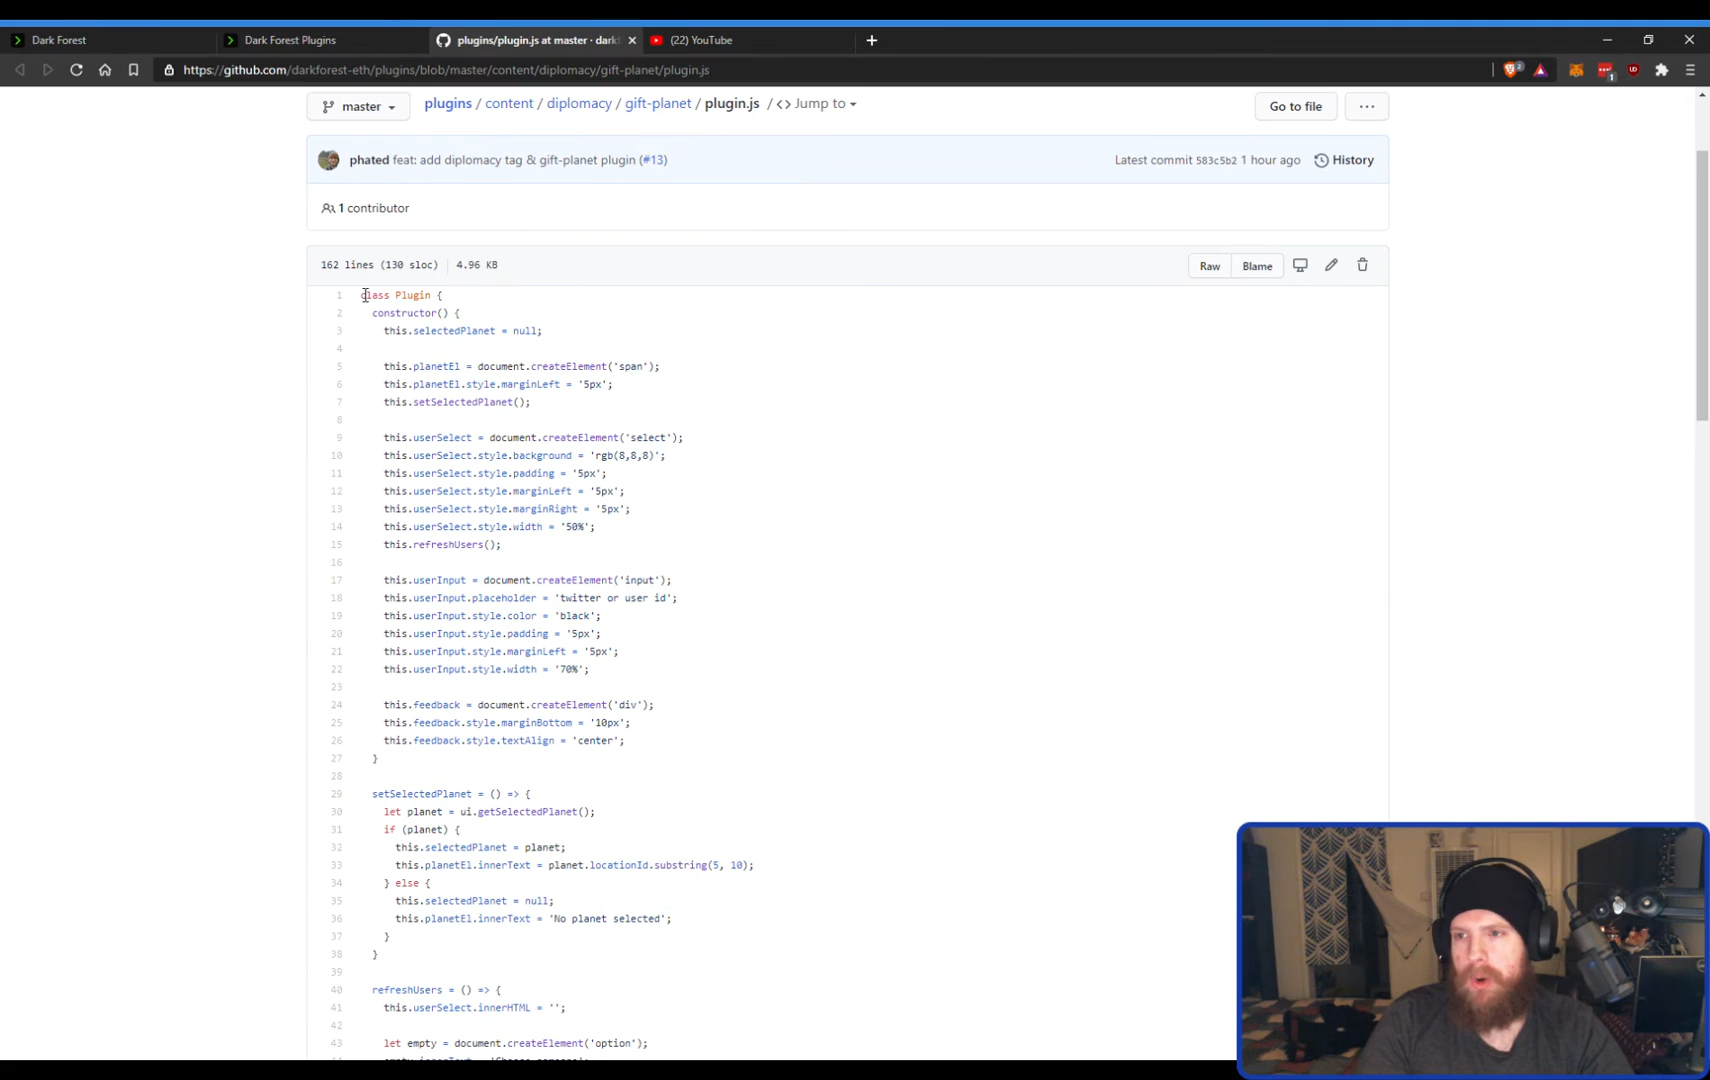 Dark Forest
Dark Forest Plugins
plugins/plugin.js at master · dark
(22) YouTube
https://github.com/darkforest-eth/plugins/blob/master/content/diplomacy/gift-planet/plugin.js
2
1
master
plugins / content / diplomacy / gift-planet / plugin.js / <> Jump to
Go to file
...
phated feat: add diplomacy tag & gift-planet plugin (#13)
Latest commit 583c5b2 1 hour ago
History
1 contributor
162 lines (130 sloc) | 4.96 KB
Raw
Blame
1 class Plugin {
2 constructor() {
3 this.selectedPlanet = null;
4
5 this.planetEl = document.createElement('span');
6 this.planetEl.style.marginLeft = '5px';
7 this.setSelectedPlanet();
8
9 this.userSelect = document.createElement('select');
10 this.userSelect.style.background = 'rgb(8,8,8)';
11 this.userSelect.style.padding = '5px';
12 this.userSelect.style.marginLeft = '5px';
13 this.userSelect.style.marginRight = '5px';
14 this.userSelect.style.width = '50%';
15 this.refreshUsers();
16
17 this.userInput = document.createElement('input');
18 this.userInput.placeholder = 'twitter or user id';
19 this.userInput.style.color = 'black';
20 this.userInput.style.padding = '5px';
21 this.userInput.style.marginLeft = '5px';
22 this.userInput.style.width = '70%';
23
24 this.feedback = document.createElement('div');
25 this.feedback.style.marginBottom = '10px';
26 this.feedback.style.textAlign = 'center';
27 }
28
29 setSelectedPlanet = () => {
30 let planet = ui.getSelectedPlanet();
31 if (planet) {
32 this.selectedPlanet = planet;
33 this.planetEl.innerText = planet.locationId.substring(5, 10);
34 } else {
35 this.selectedPlanet = null;
36 this.planetEl.innerText = 'No planet selected';
37 }
38 }
39
40 refreshUsers = () => {
41 this.userSelect.innerHTML = '';
42
43 let empty = document.createElement('option');